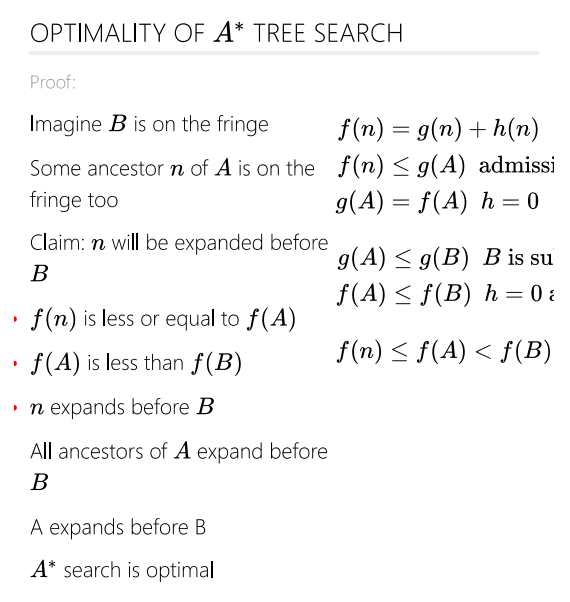 OPTIMALITY OF A* TREE SEARCH
Proof:
Imagine B is on the fringe
Some ancestor n of A is on the
fringe too
Claim: n will be expanded before
B
f(n) is less or equal to f(A)
f(A) is less than f(B)
n expands before B
All ancestors of A expand before
B
A expands before B
A* search is optimal
f(n) = g(n) + h(n)
f(n) ≤ g(A) admissi
g(A) = f(A) h = 0
g(A) ≤ g(B) B is su
f(A) ≤ f(B) h = 0
f(n) ≤ f(A) < f(B)